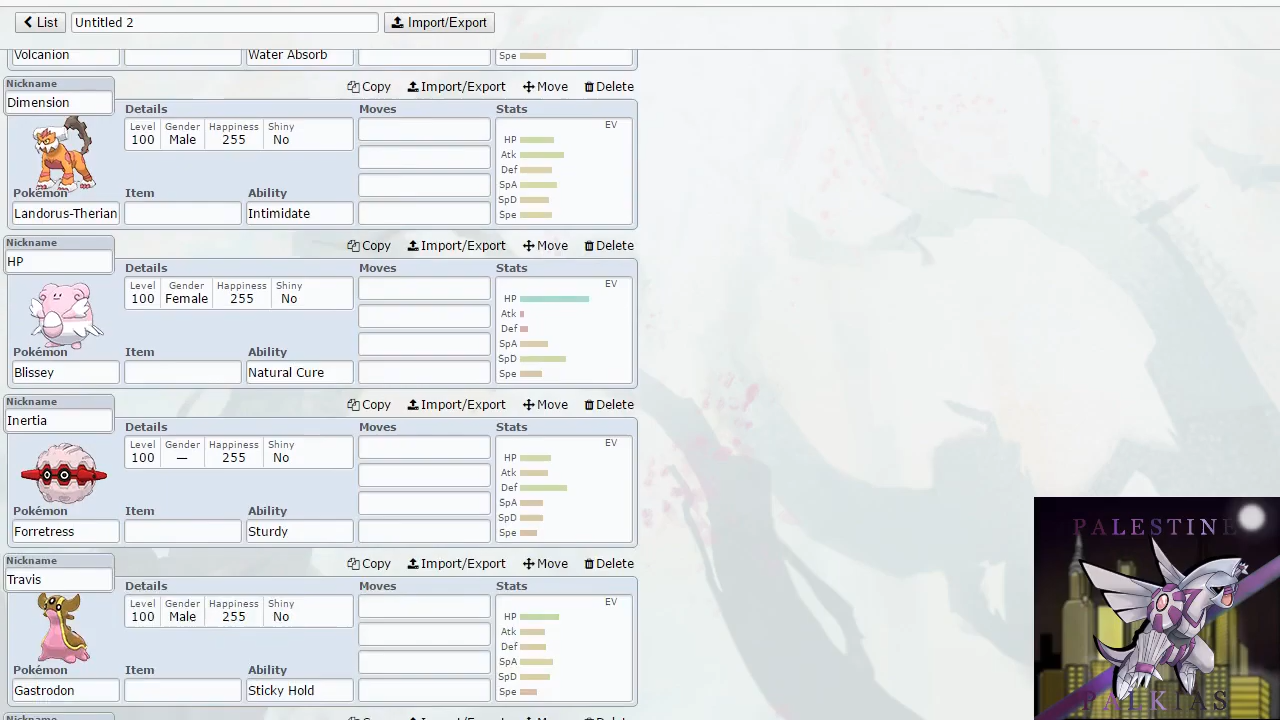 List
Untitled 2
Import/Export
Volcanion
Water Absorb
Spe
Nickname
Dimension
Copy
Import/Export
Move
Delete
Details
Moves
Stats
Level
100
Gender
Male
Happiness
255
Shiny
No
EV
HP
Atk
Def
SpA
SpD
Spe
Pokémon
Item
Ability
Landorus-Therian
Intimidate
Nickname
HP
Copy
Import/Export
Move
Delete
Details
Moves
Stats
Level
100
Gender
Female
Happiness
255
Shiny
No
EV
HP
Atk
Def
SpA
SpD
Spe
Pokémon
Item
Ability
Blissey
Natural Cure
Nickname
Inertia
Copy
Import/Export
Move
Delete
Details
Moves
Stats
Level
100
Gender
—
Happiness
255
Shiny
No
EV
HP
Atk
Def
SpA
SpD
Spe
Pokémon
Item
Ability
Forretress
Sturdy
Nickname
Travis
Copy
Import/Export
Move
Delete
Details
Moves
Stats
Level
100
Gender
Male
Happiness
255
Shiny
No
EV
HP
Atk
Def
SpA
SpD
Spe
Pokémon
Item
Ability
Gastrodon
Sticky Hold
PALESTINE
PALKIAS